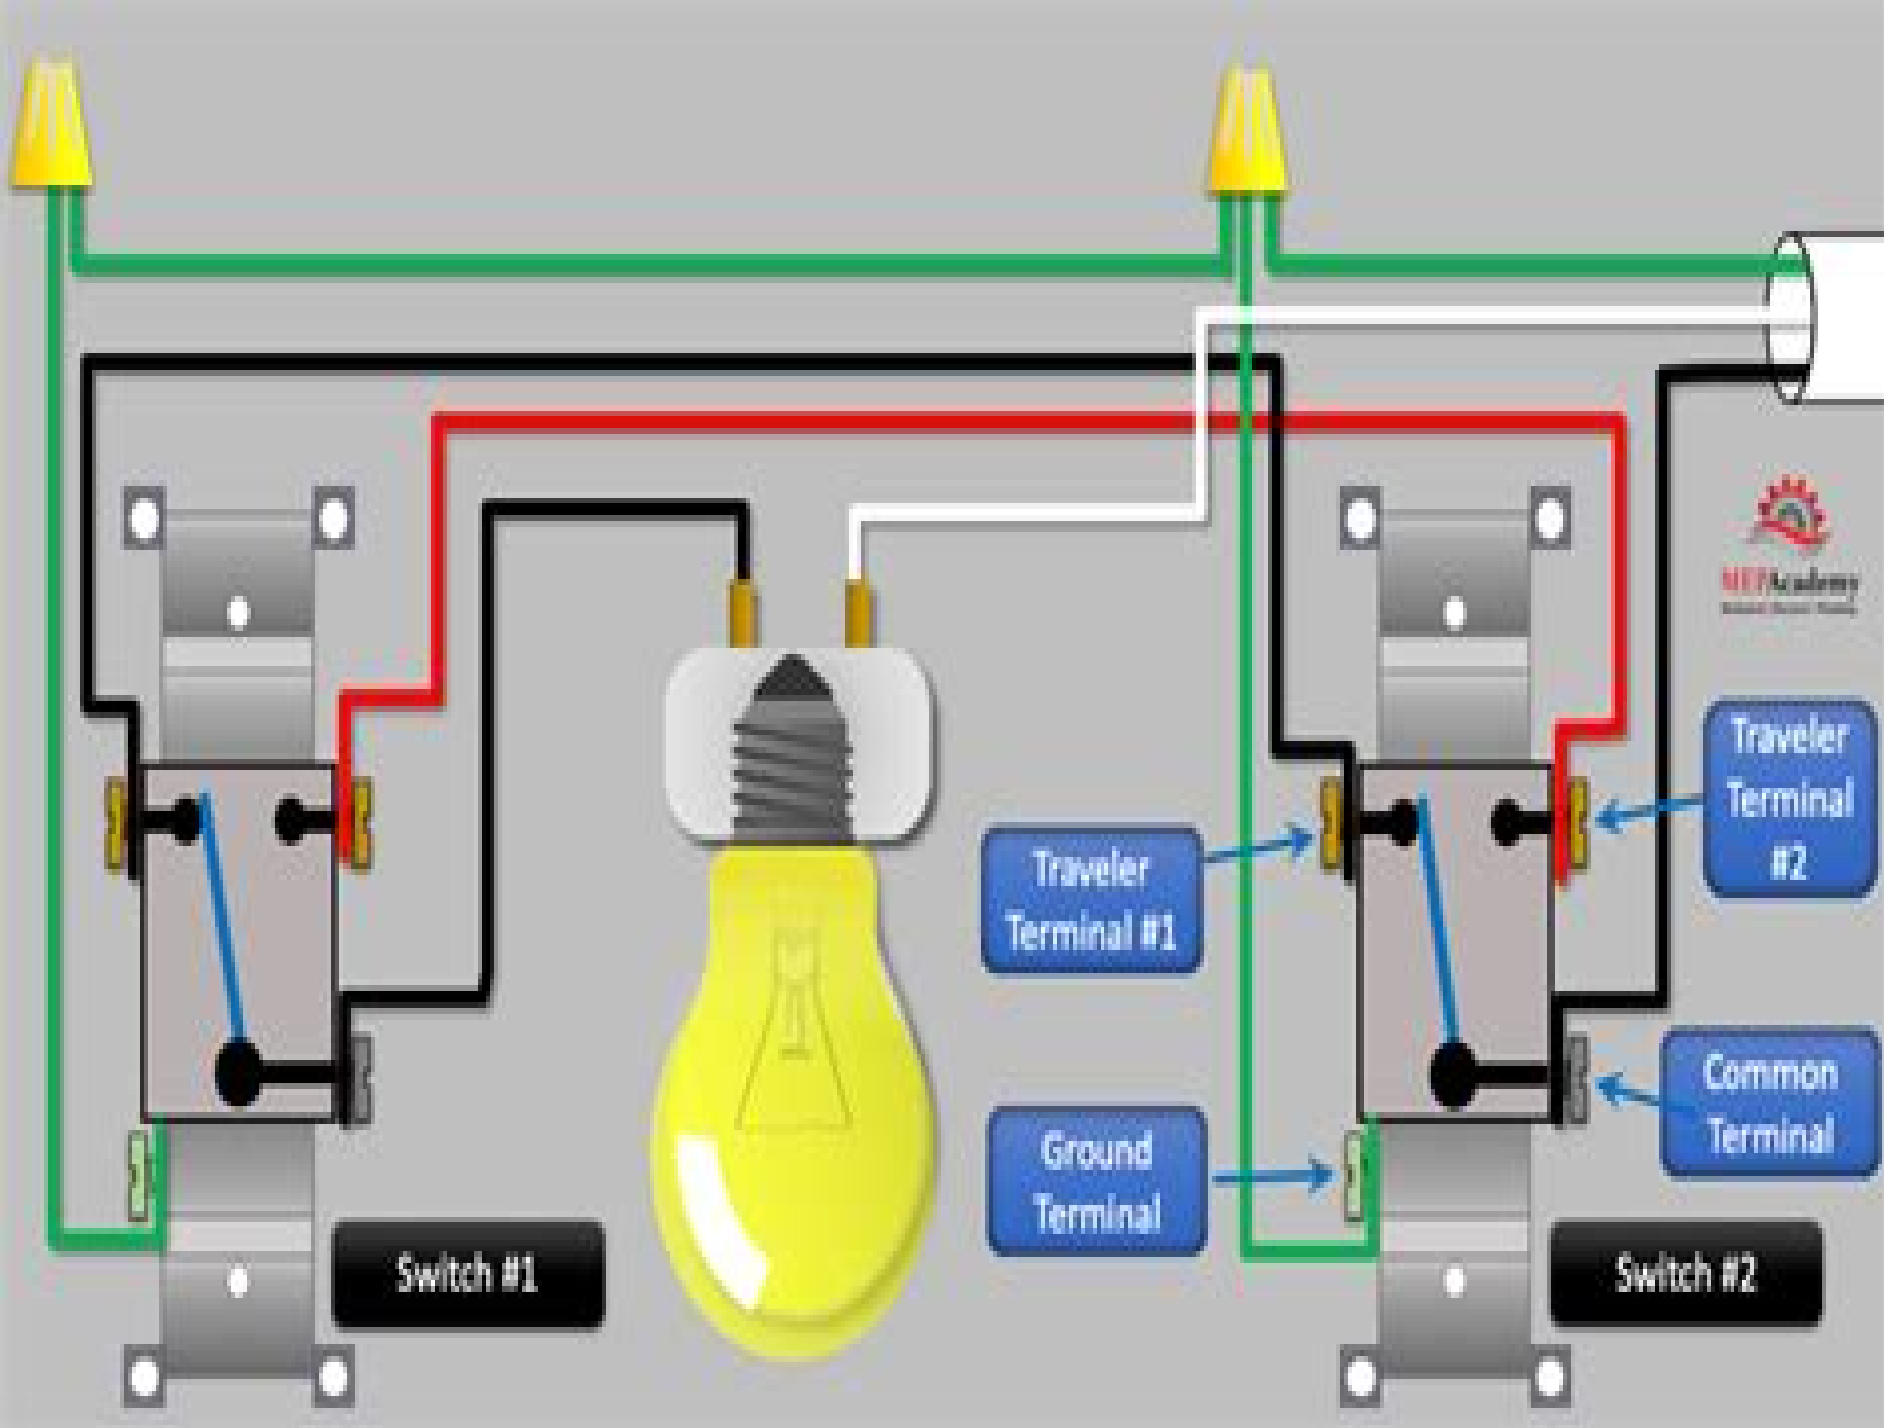 MEPAcademy
Traveler
Terminal
#2
Traveler
Terminal #1
Common
Terminal
Ground
Terminal
Switch #1
Switch #2